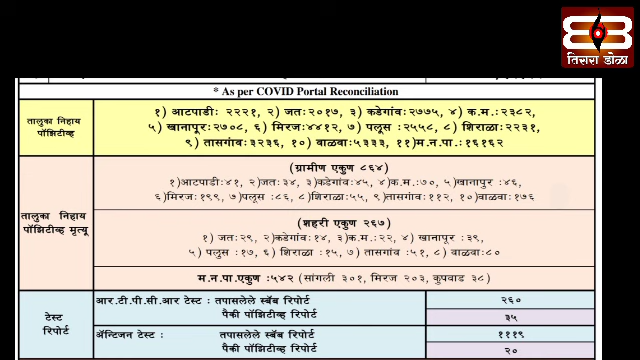 तिसरा डोळा
* As per COVID Portal Reconciliation
तालुका निहाय
पॉझिटीव्ह
१) आटपाडी: २२२१, २) जत:२०१७, ३) कडेगांव:२७७५, ४) क.म.:२३८२,
५) खानापूर:२७०८, ६) मिरज:४४१२, ७) पलूस :२५५८, ८) शिराळा:२२३१,
९) तासगांव:३२३६, १०) वाळवा:५३३३, ११)म.न.पा.:१६१६२
तालुका निहाय
पॉझिटीव्ह मृत्यू
(ग्रामीण एकुण ८६४)
१)आटपाडी:४१, २)जत:३४, ३)कडेगांव:४५, ४)क.म.:७०, ५)खानापुर :४६,
६)मिरज:१९९, ७)पलूस :८६, ८)शिराळा:५५, ९)तासगांव:११२, १०)वाळवा:१७६
(शहरी एकुण २६७)
१) जत:२९, २)कडेगांव:१४, ३)क.म.:२२, ४) खानापुर :३९,
५) पलुस :१७, ६) शिराळा :१५, ७) तासगांव :५१, ८) वाळवा:८०
म.न.पा.एकुण :५४२ (सांगली ३०१, मिरज २०३, कुपवाड ३८)
टेस्ट
रिपोर्ट
आर.टी.पी.सी.आर टेस्ट : तपासलेले स्वॅब रिपोर्ट २६०
पैकी पॉझिटीव्ह रिपोर्ट ३५
ॲन्टिजन टेस्ट : तपासलेले स्वॅब रिपोर्ट १११९
पैकी पॉझिटीव्ह रिपोर्ट २०